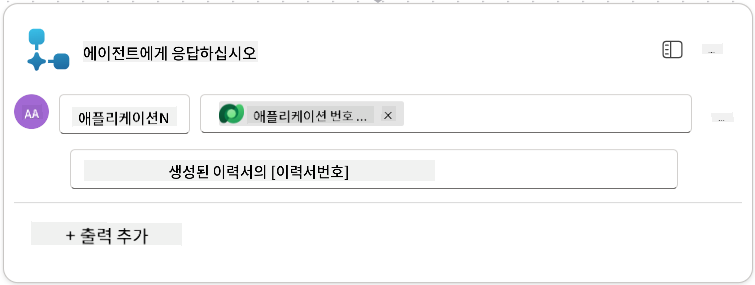 에이전트에게 응답하십시오
...
AA
애플리케이션N
애플리케이션 번호 ...
×
...
생성된 이력서의 [이력서번호]
+ 출력 추가